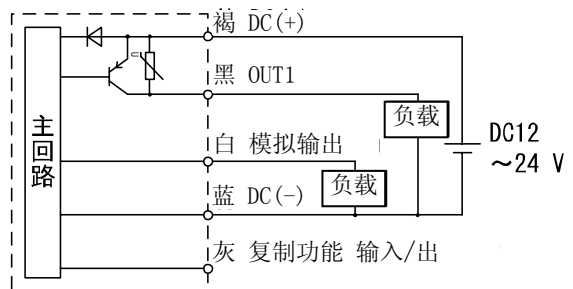 褐 DC(+)
黑 OUT1
负载
主回路
DC12
～24 V
白 模拟输出
负载
蓝 DC(-)
灰 复制功能 输入/出